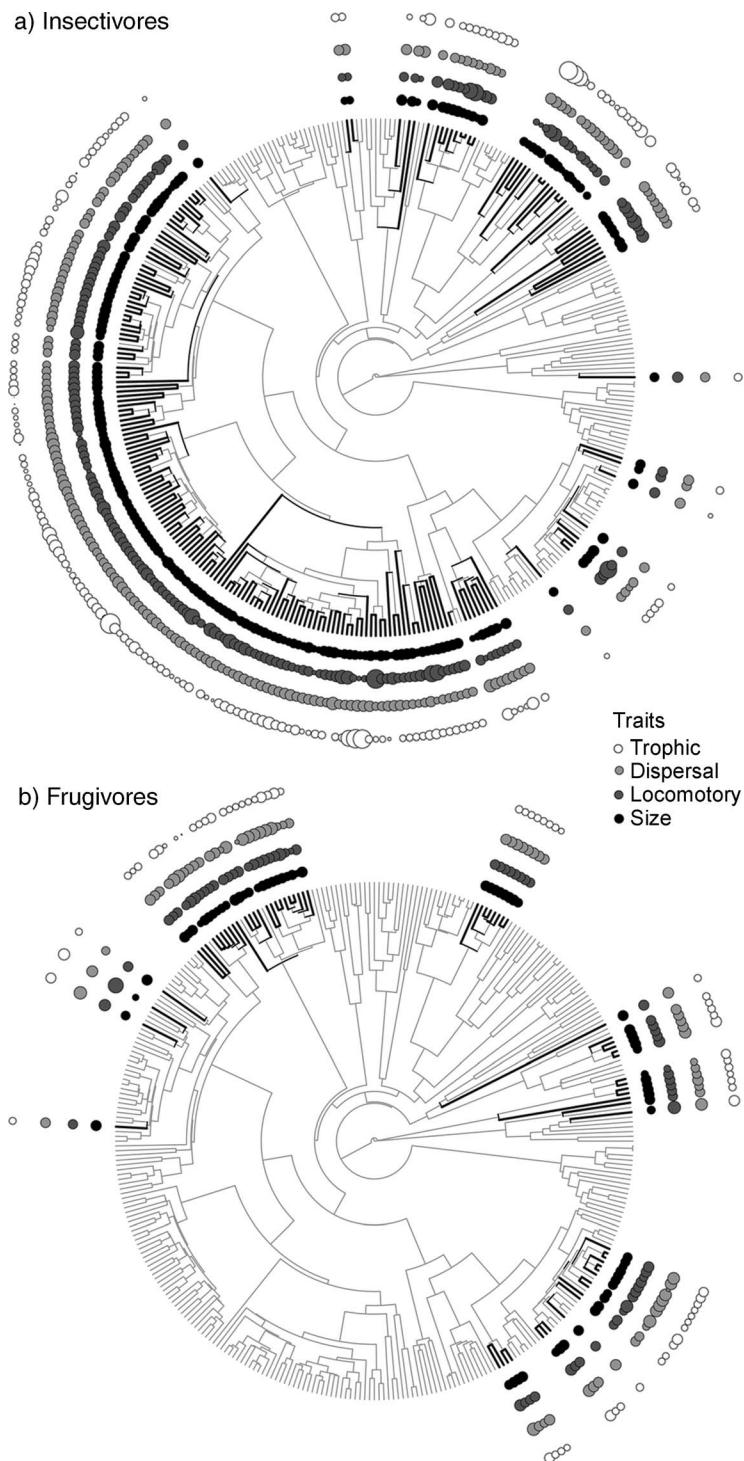 a) Insectivores
Traits
Trophic
Dispersal
Locomotory
Size
b) Frugivores